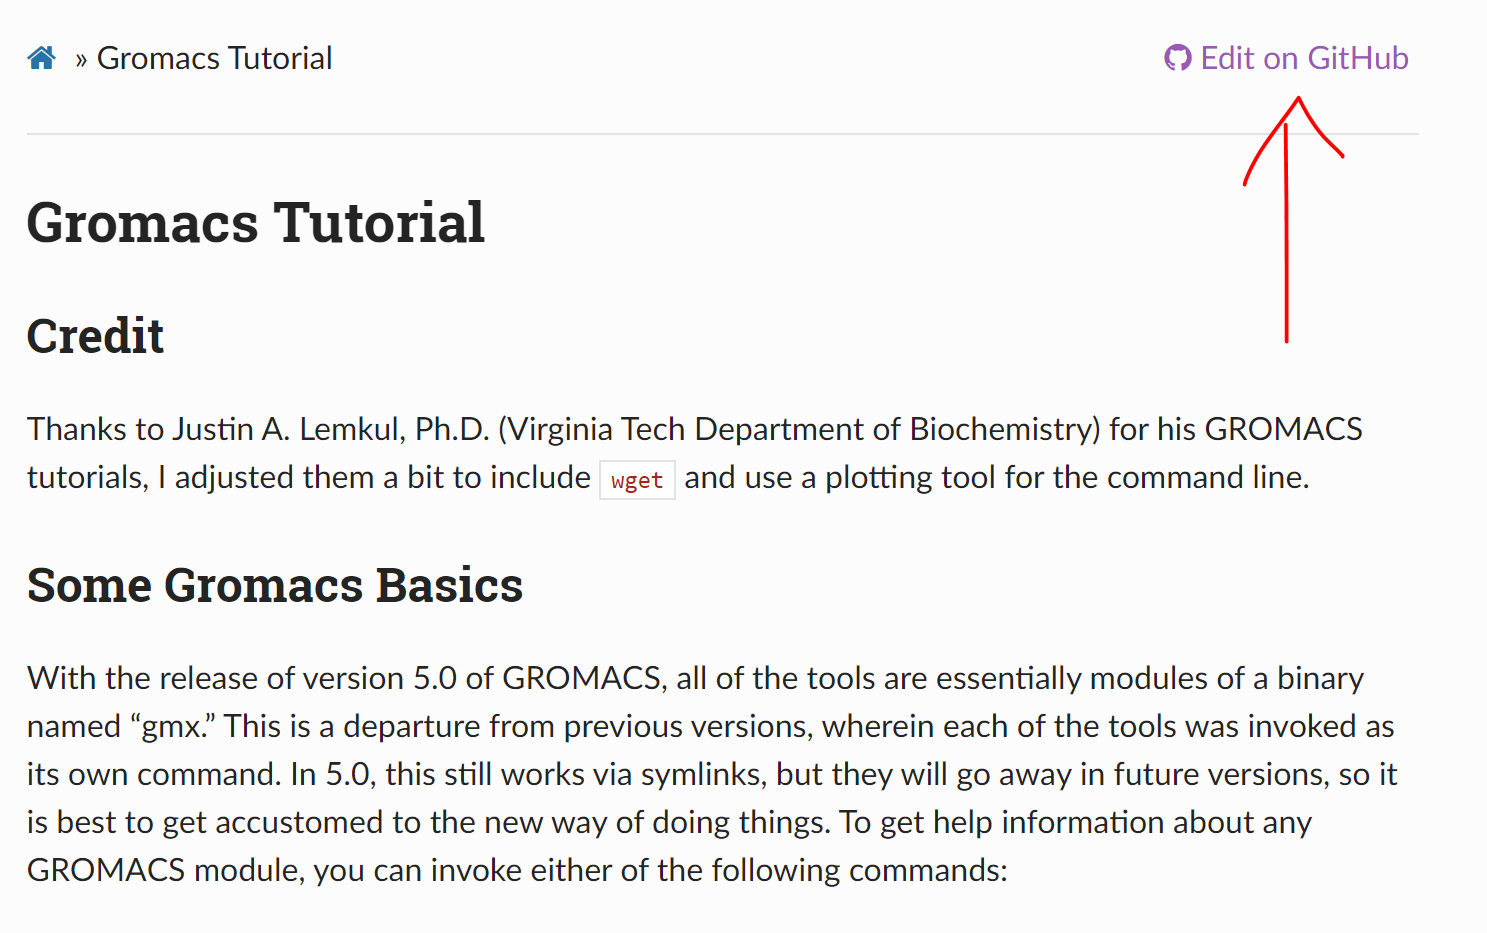 » Gromacs Tutorial
Edit on GitHub
Gromacs Tutorial
Credit
Thanks to Justin A. Lemkul, Ph.D. (Virginia Tech Department of Biochemistry) for his GROMACS
tutorials, I adjusted them a bit to include wget and use a plotting tool for the command line.
Some Gromacs Basics
With the release of version 5.0 of GROMACS, all of the tools are essentially modules of a binary
named “gmx.” This is a departure from previous versions, wherein each of the tools was invoked as
its own command. In 5.0, this still works via symlinks, but they will go away in future versions, so it
is best to get accustomed to the new way of doing things. To get help information about any
GROMACS module, you can invoke either of the following commands: